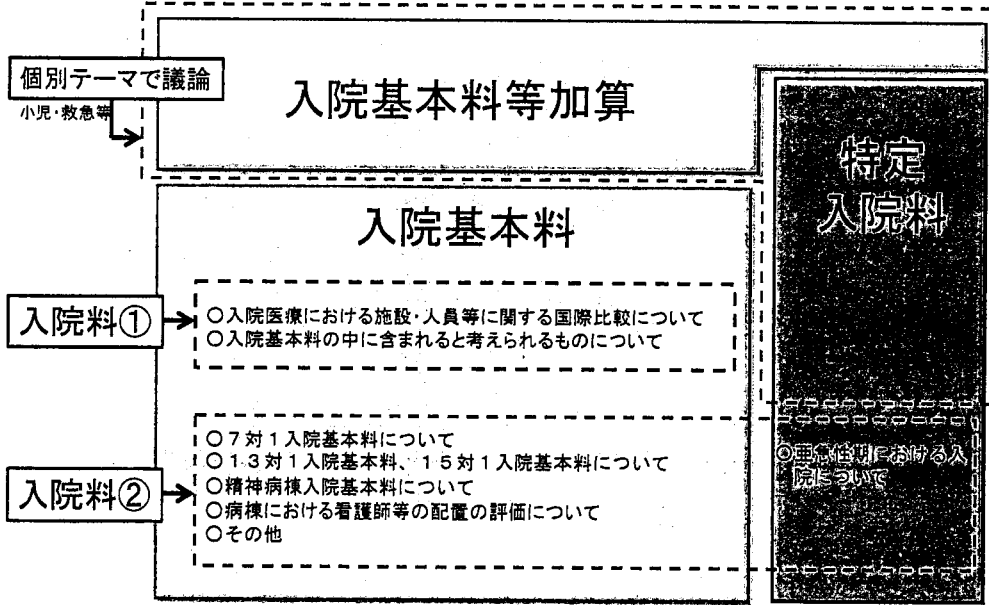 個別テーマで議論
小児・救急等
入院基本料等加算
特定
入院料
入院基本料
入院料①
○入院医療における施設・人員等に関する国際比較について
○入院基本料の中に含まれると考えられるものについて
入院料②
○7対1入院基本料について
○13対1入院基本料、15対1入院基本料について
○精神病棟入院基本料について
○病棟における看護師等の配置の評価について
○その他
○亜急性期における入
院について